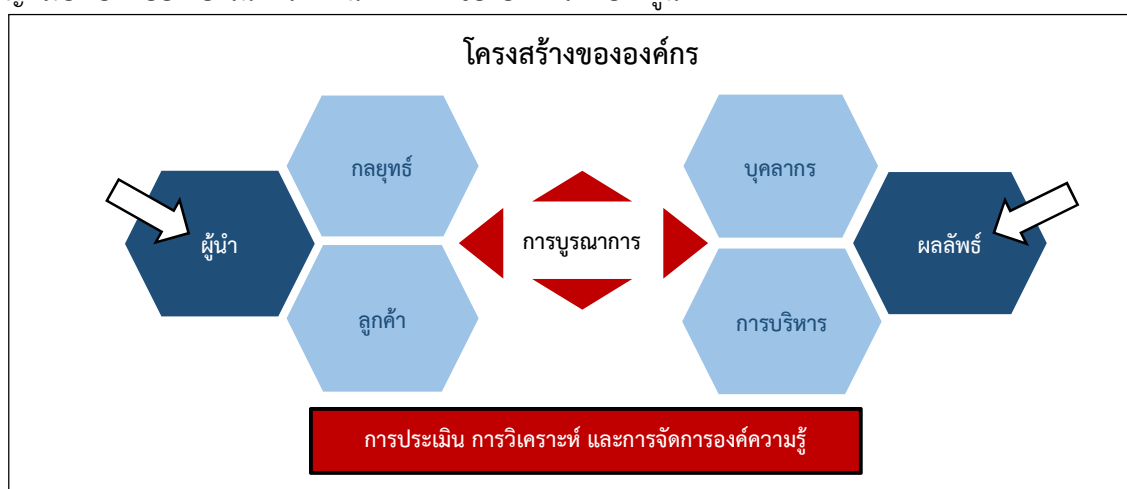 โครงสร้างขององค์กร
กลยุทธ์
บุคลากร
ผู้นำ
การบูรณาการ
ผลลัพธ์
ลูกค้า
การบริหาร
การประเมิน การวิเคราะห์ และการจัดการองค์ความรู้